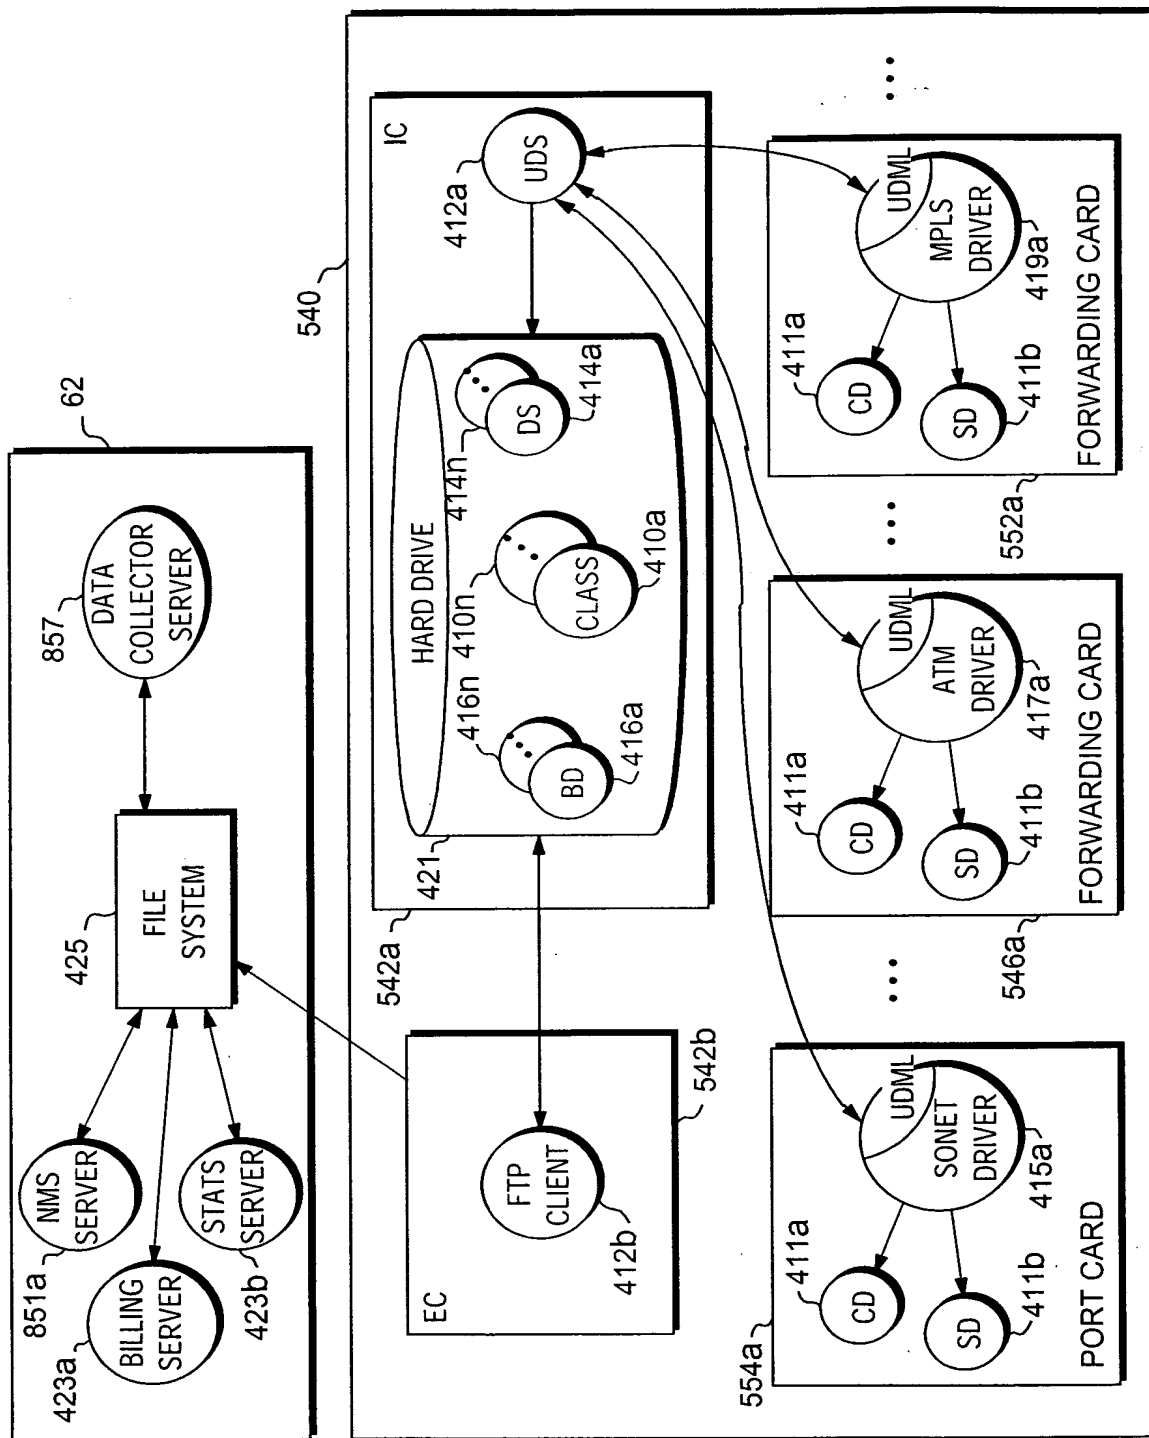 62
857
DATA
COLLECTOR
SERVER
425
FILE
SYSTEM
851a
NMS
SERVER
423a
BILLING
SERVER
STATS
SERVER
423b
540
IC
412a
UDS
HARD DRIVE
421
542a
414n
DS
414a
410n
CLASS
410a
416n
BD
416a
EC
FTP
CLIENT
412b
542b
554a
UDML
SONET
DRIVER
415a
411a
CD
SD
411b
PORT CARD
•••
546a
UDML
ATM
DRIVER
417a
411a
CD
SD
411b
FORWARDING CARD
•••
552a
UDML
MPLS
DRIVER
419a
411a
CD
SD
411b
FORWARDING CARD
•••